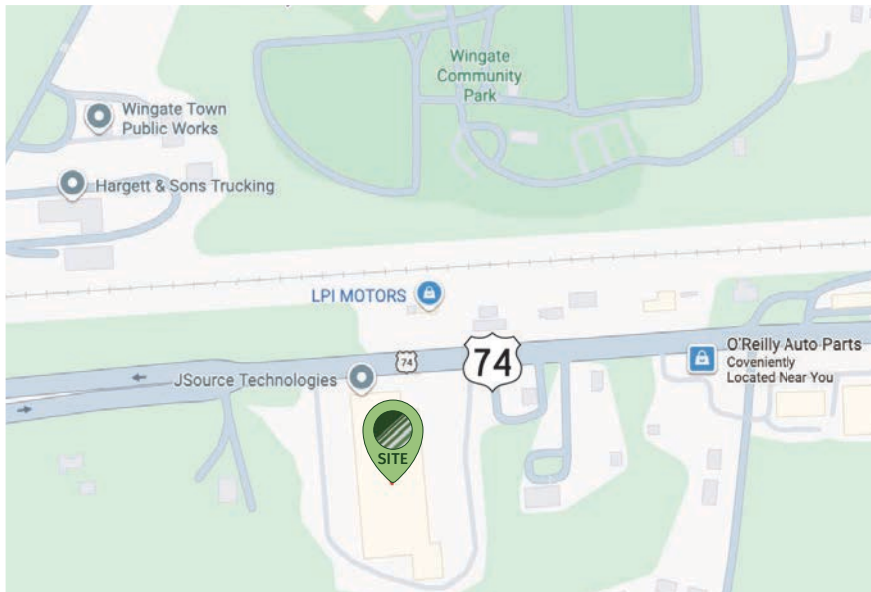 Wingate
Community
Park
Wingate Town
Public Works
Hargett & Sons Trucking
LPI MOTORS
74
74
O'Reilly Auto Parts
Coveniently
Located Near You
JSource Technologies
SITE